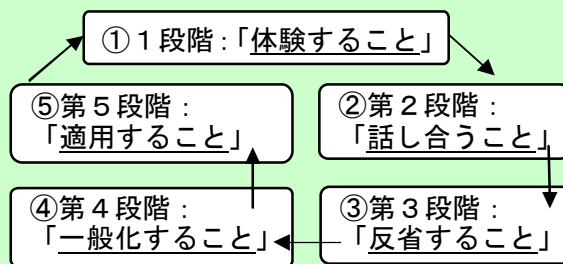 ①１段階：「体験すること」
⑤第５段階：
「適用すること」
②第２段階：
「話し合うこと」
④第４段階：
「一般化すること」
③第３段階：
「反省すること」